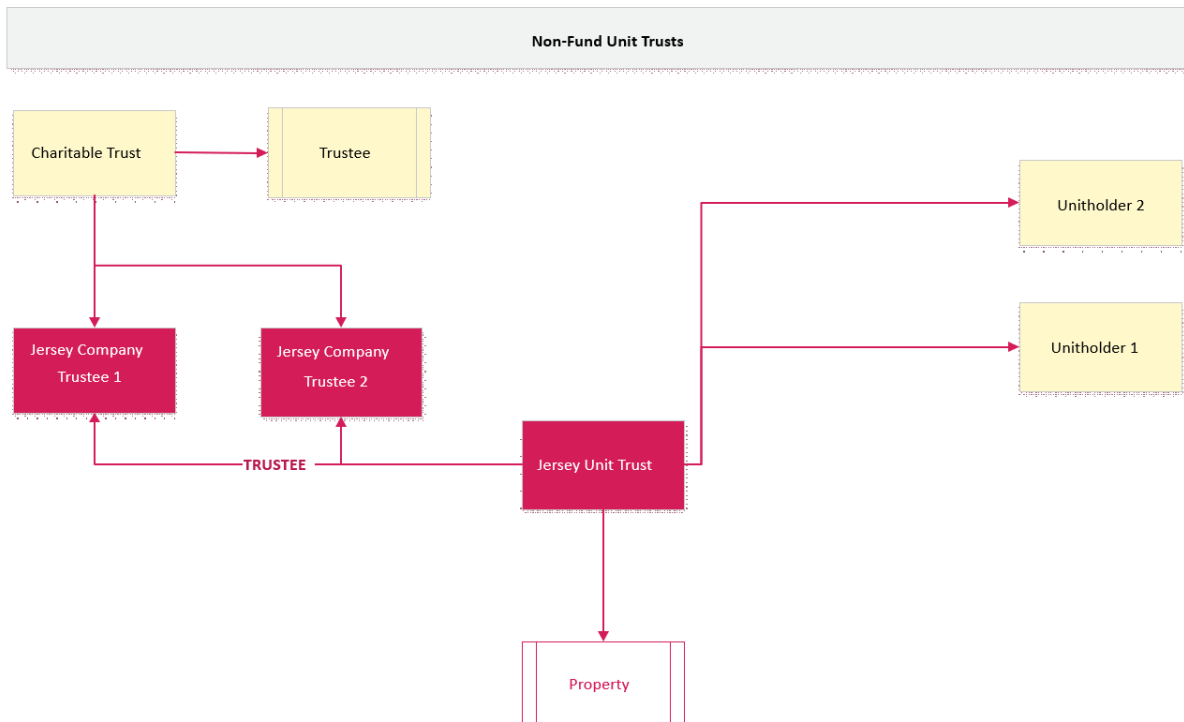 Non-Fund Unit Trusts
Charitable Trust
Trustee
Unitholder 2
Unitholder 1
Jersey Company
Trustee 1
Jersey Company
Trustee 2
TRUSTEE
Jersey Unit Trust
Property